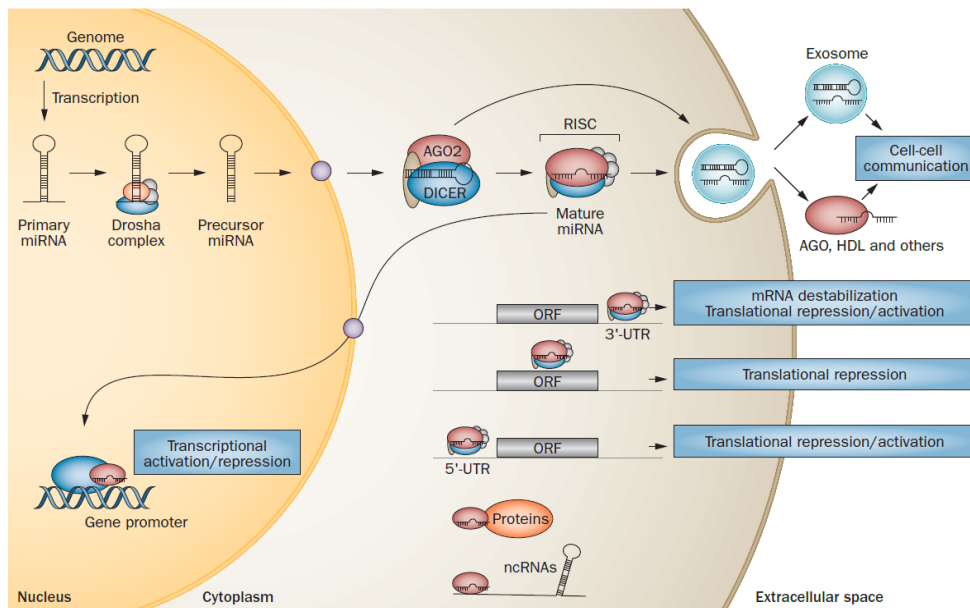 Genome
Transcription
Primary
miRNA
Drosha
complex
Precursor
miRNA
AGO2
DICER
RISC
Mature
miRNA
Exosome
Cell-cell
communication
AGO, HDL and others
ORF
3'-UTR
mRNA destabilization
Translational repression/activation
ORF
Translational repression
5'-UTR
ORF
Translational repression/activation
Transcriptional
activation/repression
Gene promoter
Proteins
ncRNAs
Nucleus
Cytoplasm
Extracellular space